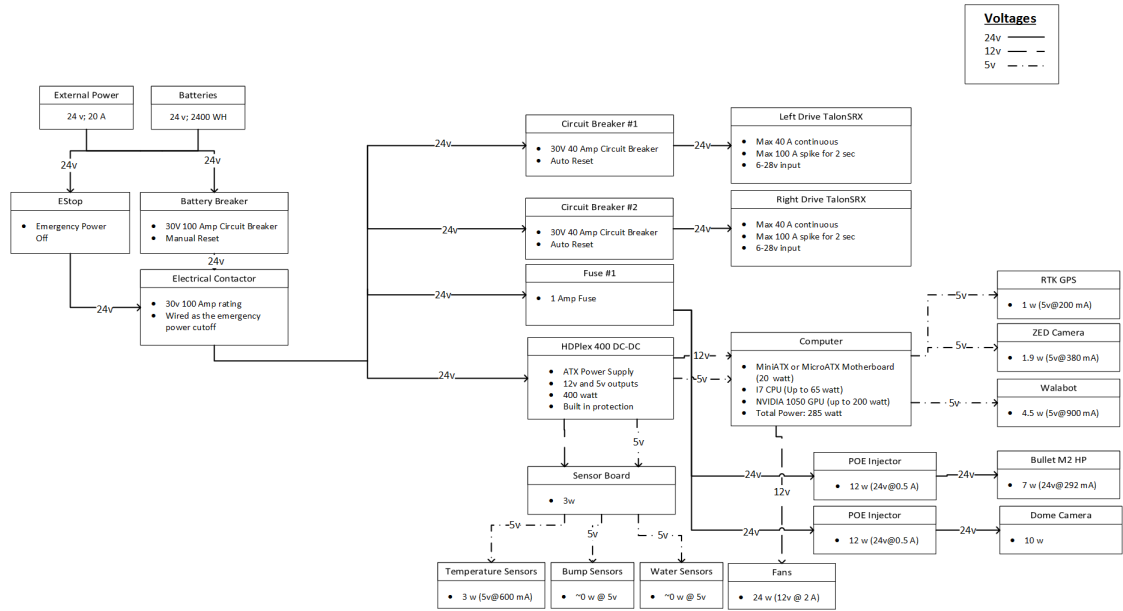 Voltages
24v
12v
5v
External Power
24 v; 20 A
Batteries
24 v; 2400 WH
24v
24v
EStop
Emergency Power
Off
Battery Breaker
30V 100 Amp Circuit Breaker
Manual Reset
24v
24v
Electrical Contactor
30v 100 Amp rating
Wired as the emergency
power cutoff
24v
Circuit Breaker #1
30V 40 Amp Circuit Breaker
Auto Reset
24v
Left Drive TalonSRX
Max 40 A continuous
Max 100 A spike for 2 sec
6-28v input
24v
Circuit Breaker #2
30V 40 Amp Circuit Breaker
Auto Reset
24v
Right Drive TalonSRX
Max 40 A continuous
Max 100 A spike for 2 sec
6-28v input
24v
Fuse #1
1 Amp Fuse
24v
HDPlex 400 DC-DC
ATX Power Supply
12v and 5v outputs
400 watt
Built in protection
12v
5v
Computer
MiniATX or MicroATX Motherboard
(20 watt)
I7 CPU (Up to 65 watt)
NVIDIA 1050 GPU (up to 200 watt)
Total Power: 285 watt
5v
RTK GPS
1 w (5v@200 mA)
5v
ZED Camera
1.9 w (5v@380 mA)
5v
Walabot
4.5 w (5v@900 mA)
5v
Sensor Board
3w
24v
POE Injector
12 w (24v@0.5 A)
24v
Bullet M2 HP
7 w (24v@292 mA)
12v
24v
POE Injector
12 w (24v@0.5 A)
24v
Dome Camera
10 w
5v
5v
5v
Temperature Sensors
3 w (5v@600 mA)
Bump Sensors
~0 w @ 5v
Water Sensors
~0 w @ 5v
Fans
24 w (12v @ 2 A)